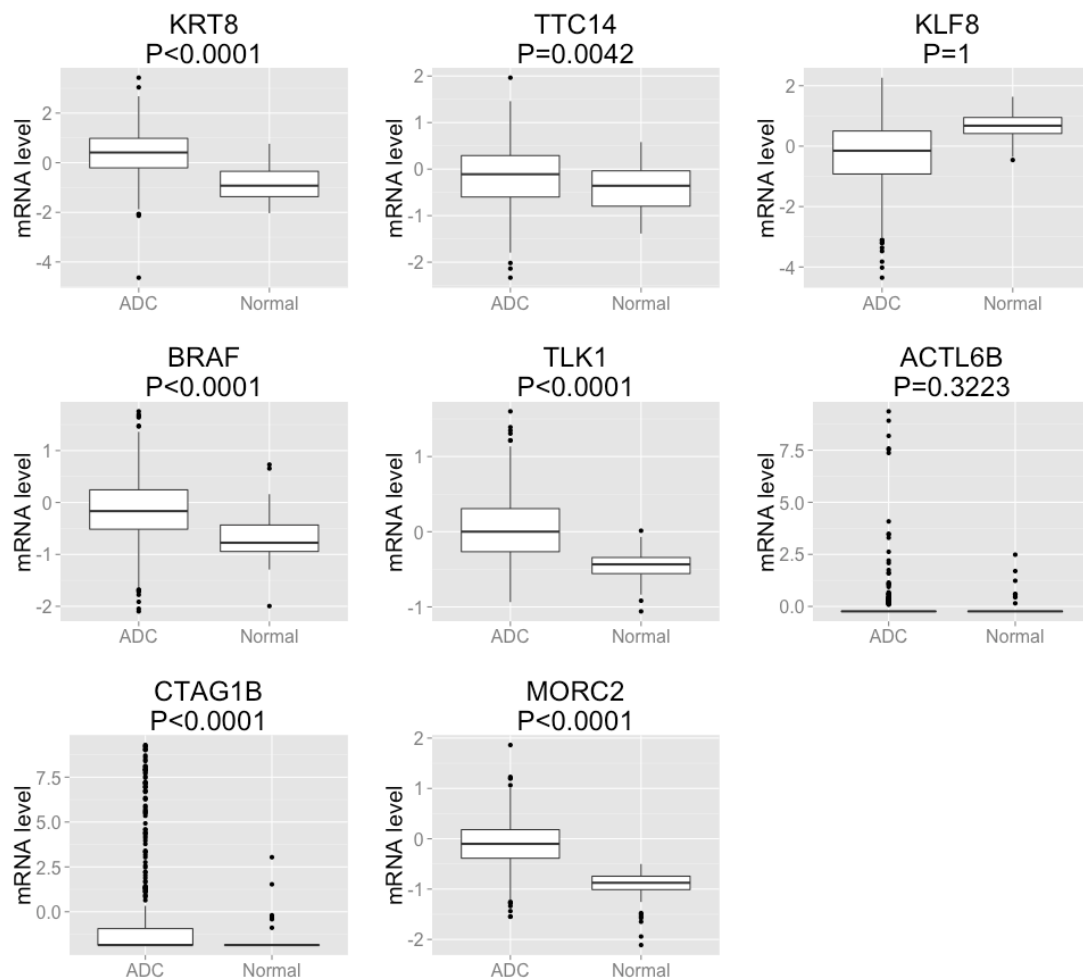 KRT8
P<0.0001
TTC14
P=0.0042
KLF8
P=1
mRNA level
2
0
-2
-4
ADC
Normal
mRNA level
2
1
0
-1
-2
ADC
Normal
mRNA level
2
0
-2
-4
ADC
Normal
BRAF
P<0.0001
TLK1
P<0.0001
ACTL6B
P=0.3223
mRNA level
1
0
-1
-2
ADC
Normal
mRNA level
1
0
-1
ADC
Normal
mRNA level
7.5
5.0
2.5
0.0
ADC
Normal
CTAG1B
P<0.0001
MORC2
P<0.0001
mRNA level
7.5
5.0
2.5
0.0
ADC
Normal
mRNA level
2
1
0
-1
-2
ADC
Normal